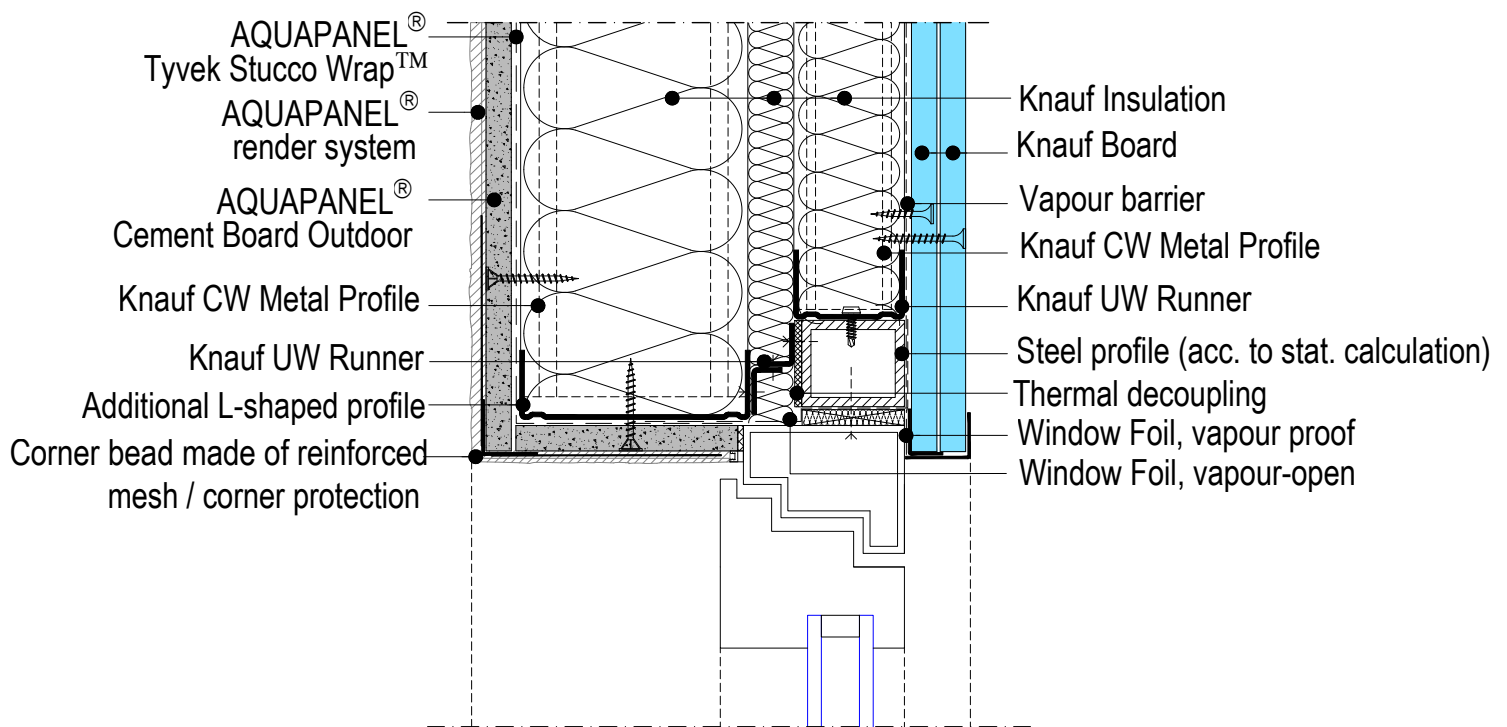 AQUAPANEL®
Tyvek Stucco Wrap™
AQUAPANEL®
render system
AQUAPANEL®
Cement Board Outdoor
Knauf CW Metal Profile
Knauf UW Runner
Additional L-shaped profile
Corner bead made of reinforced
mesh / corner protection
Knauf Insulation
Knauf Board
Vapour barrier
Knauf CW Metal Profile
Knauf UW Runner
Steel profile (acc. to stat. calculation)
Thermal decoupling
Window Foil, vapour proof
Window Foil, vapour-open